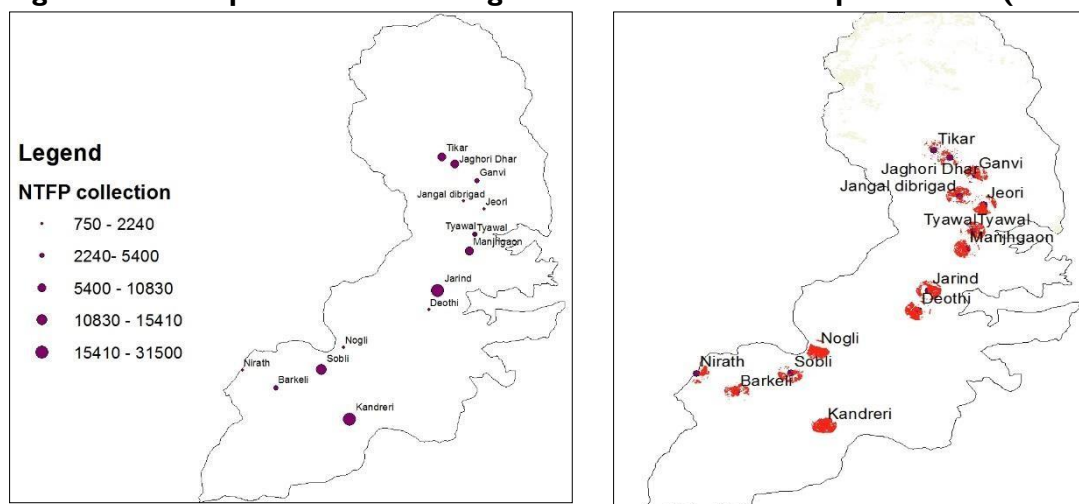 Legend
NTFP collection
750 - 2240
2240- 5400
5400 - 10830
10830 - 15410
15410 - 31500
Tikar
Jaghori Dhar
Ganvi
Jangal dibrigad
Jeori
Tyawal Tyawal
Manjhgaon
Jarind
Deothi
Nogli
Nirath
Sobli
Barkeli
Kandreri
Tikar
Jaghori Dhar
Ganvi
Jangal dibrigad
Jeori
TyawalTyawal
Manjhgaon
Jarind
Deothi
Nogli
Nirath
Sobli
Barkeli
Kandreri